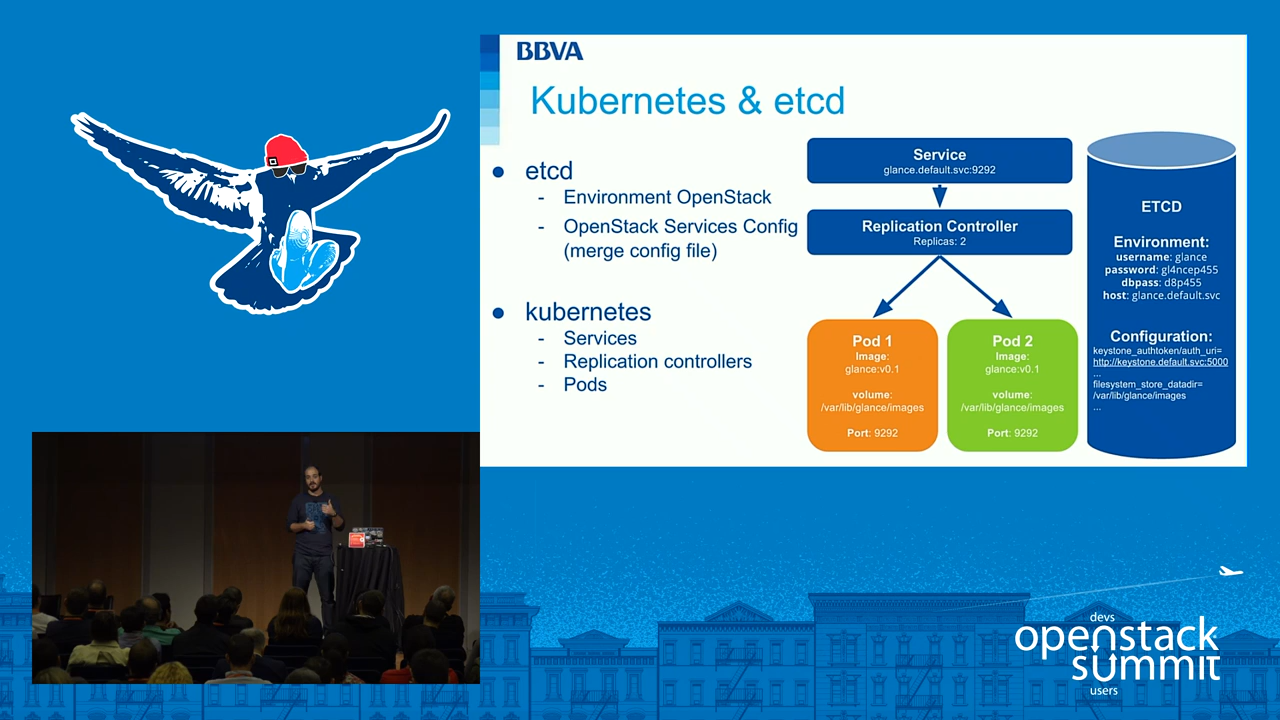 BBVA
Kubernetes & etcd
● etcd
- Environment OpenStack
- OpenStack Services Config
(merge config file)
● kubernetes
- Services
- Replication controllers
- Pods
Service
glance.default.svc:9292
Replication Controller
Replicas: 2
Pod 1
Image:
glance:v0.1
volume:
/var/lib/glance/images
Port: 9292
Pod 2
Image:
glance:v0.1
volume:
/var/lib/glance/images
Port: 9292
ETCD
Environment:
username: glance
password: gl4ncep455
dbpass: d8p455
host: glance.default.svc
Configuration:
keystone_authtoken/auth_uri=
http://keystone.default.svc:5000
...
filesystem_store_datadir=
/var/lib/glance/images
...
devs
openstack
summit
users